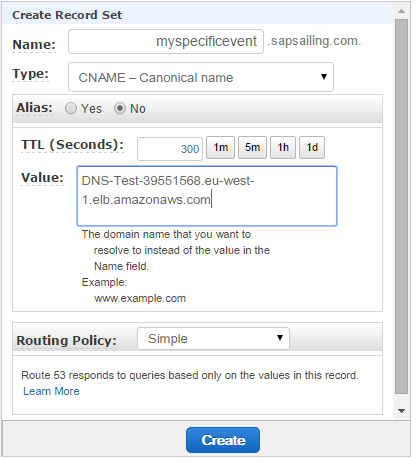 Create Record Set
Name: myspecificevent .sapsailing.com.
Type: CNAME – Canonical name
Alias: Yes No
TTL (Seconds): 300 1m 5m 1h 1d
Value: DNS-Test-39551568.eu-west-
1.elb.amazonaws.com
The domain name that you want to
resolve to instead of the value in the
Name field.
Example:
www.example.com
Routing Policy: Simple
Route 53 responds to queries based only on the values in this record.
Learn More
Create